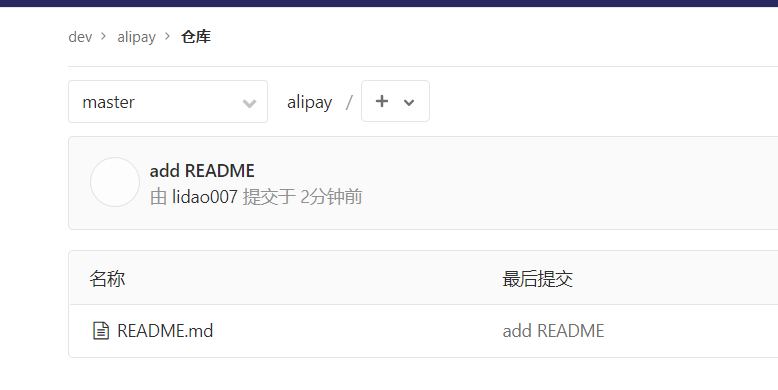 dev > alipay > 仓库
master alipay / +
add README
由 lidao007 提交于 2分钟前
名称 最后提交
README.md add README